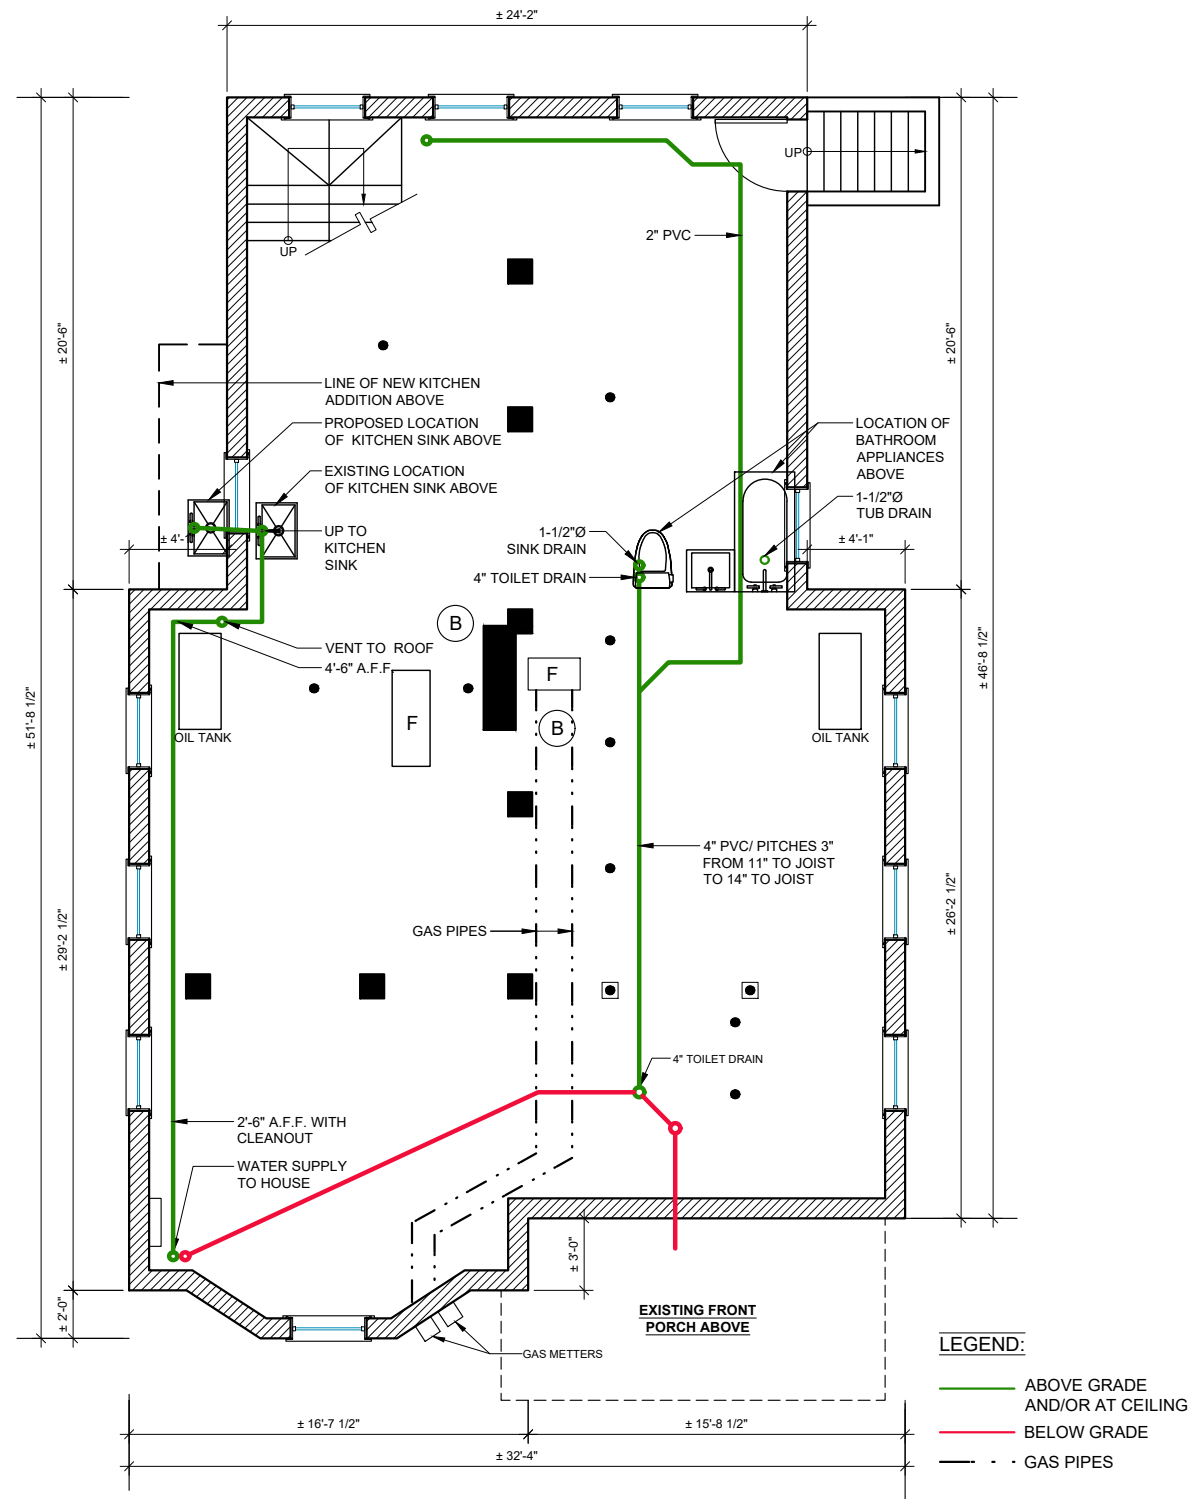 ± 24'-2"
UP
UP
2" PVC
± 20'-6"
± 20'-6"
LINE OF NEW KITCHEN
ADDITION ABOVE
PROPOSED LOCATION
OF KITCHEN SINK ABOVE
EXISTING LOCATION
OF KITCHEN SINK ABOVE
UP TO
KITCHEN
SINK
LOCATION OF
BATHROOM
APPLIANCES
ABOVE
1-1/2"Ø
TUB DRAIN
1-1/2"Ø
SINK DRAIN
4" TOILET DRAIN
± 4'-1"
B
VENT TO ROOF
4'-6" A.F.F.
F
F
B
OIL TANK
OIL TANK
± 51'-8 1/2"
± 46'-8 1/2"
4" PVC/ PITCHES 3"
FROM 11" TO JOIST
TO 14" TO JOIST
± 29'-2 1/2"
± 26'-2 1/2"
GAS PIPES
4" TOILET DRAIN
2'-6" A.F.F. WITH
CLEANOUT
WATER SUPPLY
TO HOUSE
± 3'-0"
± 2'-0"
EXISTING FRONT
PORCH ABOVE
GAS METTERS
LEGEND:
ABOVE GRADE
AND/OR AT CEILING
BELOW GRADE
GAS PIPES
± 16'-7 1/2"
± 15'-8 1/2"
± 32'-4"